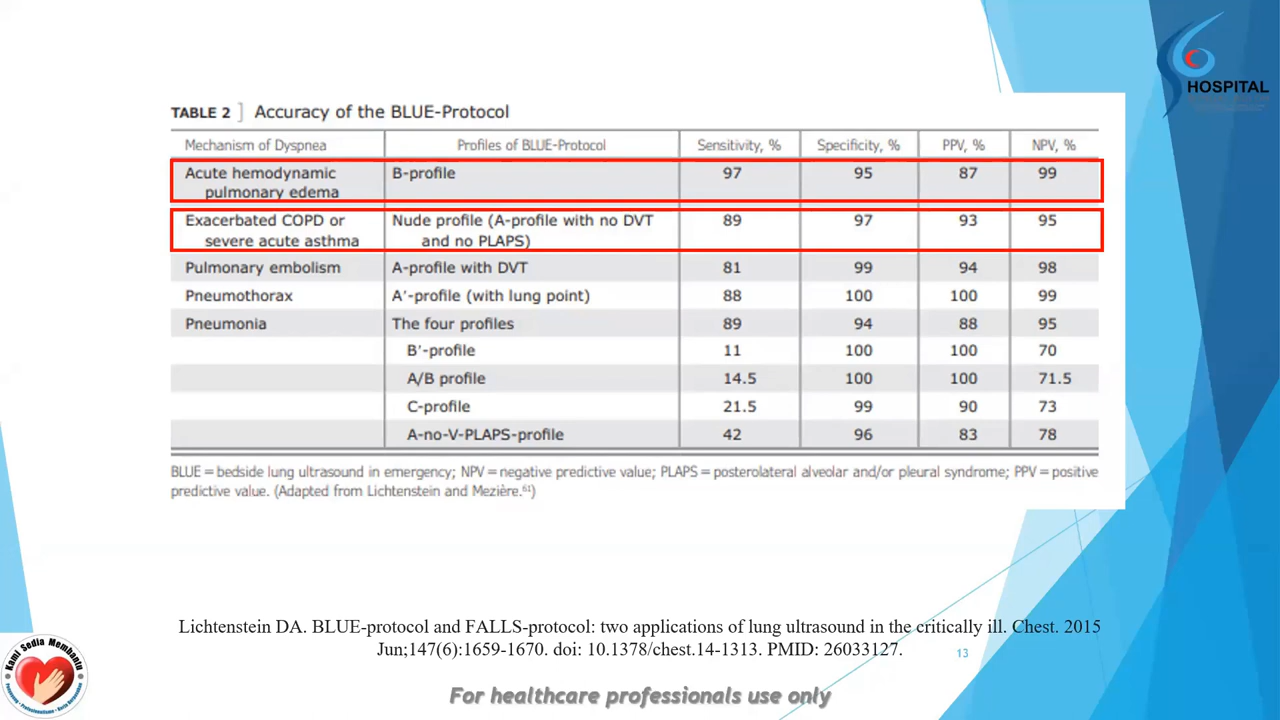 HOSPITAL
TABLE 2 ] Accuracy of the BLUE-Protocol
Mechanism of Dyspnea Profiles of BLUE-Protocol Sensitivity, % Specificity, % PPV, % NPV, %
Acute hemodynamic pulmonary edema B-profile 97 95 87 99
Exacerbated COPD or severe acute asthma Nude profile (A-profile with no DVT and no PLAPS) 89 97 93 95
Pulmonary embolism A-profile with DVT 81 99 94 98
Pneumothorax A′-profile (with lung point) 88 100 100 99
Pneumonia The four profiles 89 94 88 95
B′-profile 11 100 100 70
A/B profile 14.5 100 100 71.5
C-profile 21.5 99 90 73
A-no-V-PLAPS-profile 42 96 83 78
BLUE = bedside lung ultrasound in emergency; NPV = negative predictive value; PLAPS = posterolateral alveolar and/or pleural syndrome; PPV = positive
predictive value. (Adapted from Lichtenstein and Mezière.⁶¹)
Lichtenstein DA. BLUE-protocol and FALLS-protocol: two applications of lung ultrasound in the critically ill. Chest. 2015
Jun;147(6):1659-1670. doi: 10.1378/chest.14-1313. PMID: 26033127.
13
Kami Sedia Membantu
For healthcare professionals use only